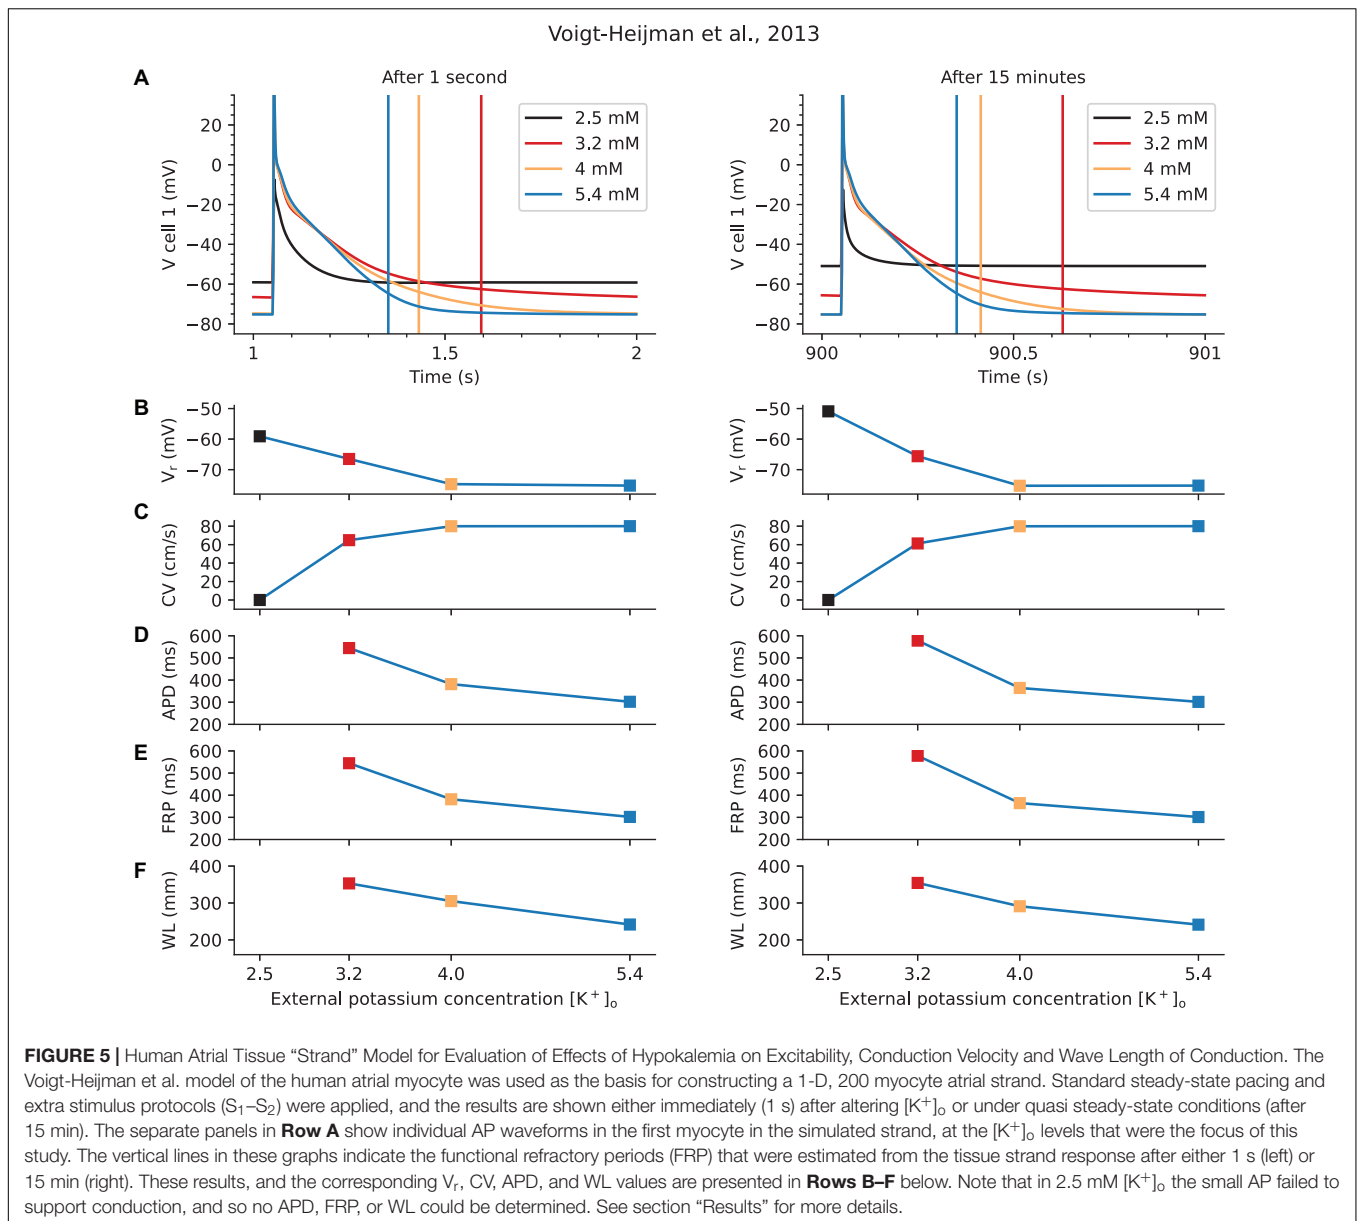 Voigt-Heijman et al., 2013
A
After 1 second
V cell 1 (mV)
20
0
−20
−40
−60
−80
2.5 mM
3.2 mM
4 mM
5.4 mM
1
1.5
2
Time (s)
After 15 minutes
V cell 1 (mV)
20
0
−20
−40
−60
−80
2.5 mM
3.2 mM
4 mM
5.4 mM
900
900.5
901
Time (s)
B
Vr (mV)
−50
−60
−70
Vr (mV)
−50
−60
−70
C
CV (cm/s)
80
60
40
20
0
CV (cm/s)
80
60
40
20
0
D
APD (ms)
600
500
400
300
200
APD (ms)
600
500
400
300
200
E
FRP (ms)
600
500
400
300
200
FRP (ms)
600
500
400
300
200
F
WL (mm)
400
300
200
2.5
3.2
4.0
5.4
External potassium concentration [K+]o
WL (mm)
400
300
200
2.5
3.2
4.0
5.4
External potassium concentration [K+]o
FIGURE 5 | Human Atrial Tissue “Strand” Model for Evaluation of Effects of Hypokalemia on Excitability, Conduction Velocity and Wave Length of Conduction. The
Voigt-Heijman et al. model of the human atrial myocyte was used as the basis for constructing a 1-D, 200 myocyte atrial strand. Standard steady-state pacing and
extra stimulus protocols (S1–S2) were applied, and the results are shown either immediately (1 s) after altering [K+]o or under quasi steady-state conditions (after
15 min). The separate panels in Row A show individual AP waveforms in the first myocyte in the simulated strand, at the [K+]o levels that were the focus of this
study. The vertical lines in these graphs indicate the functional refractory periods (FRP) that were estimated from the tissue strand response after either 1 s (left) or
15 min (right). These results, and the corresponding Vr, CV, APD, and WL values are presented in Rows B–F below. Note that in 2.5 mM [K+]o the small AP failed to
support conduction, and so no APD, FRP, or WL could be determined. See section “Results” for more details.